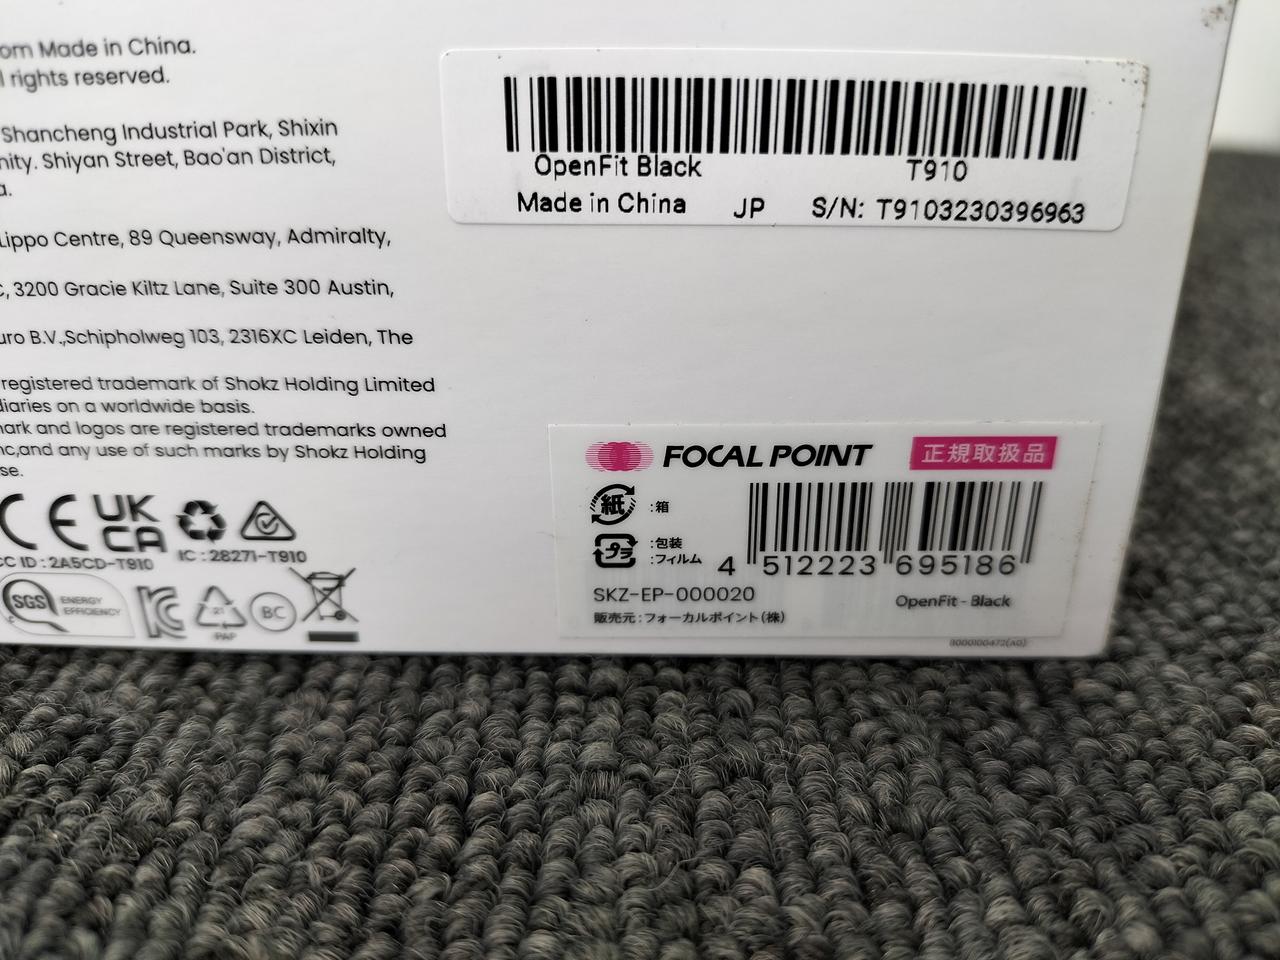 om Made in China.
l rights reserved.
Shancheng Industrial Park, Shixin
nity. Shiyan Street, Bao'an District,
a.
Lippo Centre, 89 Queensway, Admiralty,
C, 3200 Gracie Kiltz Lane, Suite 300 Austin,
uro B.V.,Schipholweg 103, 2316XC Leiden, The
registered trademark of Shokz Holding Limited
diaries on a worldwide basis.
mark and logos are registered trademarks owned
nc,and any use of such marks by Shokz Holding
se.
CE UK CA
CC ID : 2A5CD-T910 IC : 28271-T910
SGS ENERGY EFFICIENCY
21
PAP
BC
OpenFit Black T910
Made in China JP S/N: T9103230396963
FOCAL POINT 正規取扱品
紙 :箱
プラ :包装
:フィルム
4 512223 695186
SKZ-EP-000020 OpenFit - Black
販売元:フォーカルポイント(株)
8000100472(A0)